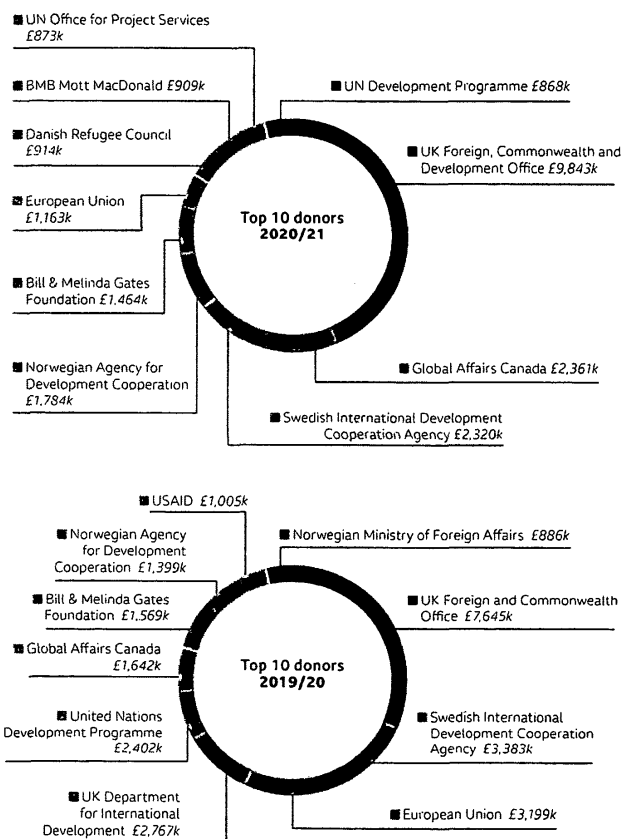 UN Office for Project Services
£873k
BMB Mott MacDonald £909k
UN Development Programme £868k
Danish Refugee Council
£914k
UK Foreign, Commonwealth and
Development Office £9,843k
European Union
£1,163k
Top 10 donors
2020/21
Bill & Melinda Gates
Foundation £1.464k
Norwegian Agency for
Development Cooperation
£1,784k
Global Affairs Canada £2,361k
Swedish International Development
Cooperation Agency £2,320k
USAID £1,005k
Norwegian Agency
for Development
Cooperation £1,399k
Norwegian Ministry of Foreign Affairs £886k
Bill & Melinda Gates
Foundation £1,569k
UK Foreign and Commonwealth
Office £7,645k
Global Affairs Canada
£1,642k
Top 10 donors
2019/20
United Nations
Development Programme
£2,402k
Swedish International
Development Cooperation
Agency £3,383k
UK Department
for International
Development £2,767k
European Union £3,199k